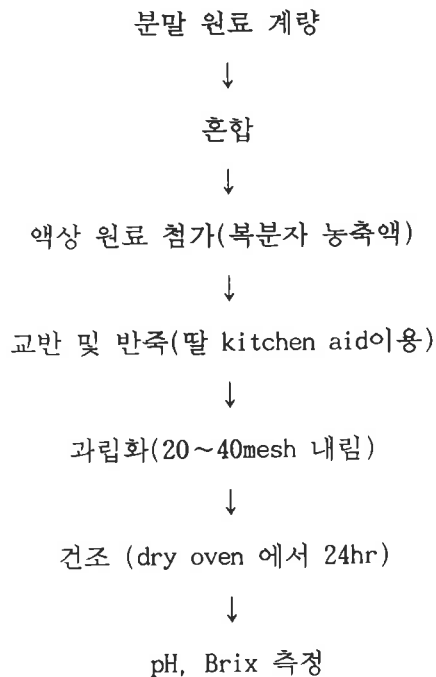 분말 원료 계량
↓
혼합
↓
액상 원료 첨가(복분자 농축액)
↓
교반 및 반죽(딸 kitchen aid이용)
↓
과립화(20～40mesh 내림)
↓
건조 (dry oven 에서 24hr)
↓
pH, Brix 측정